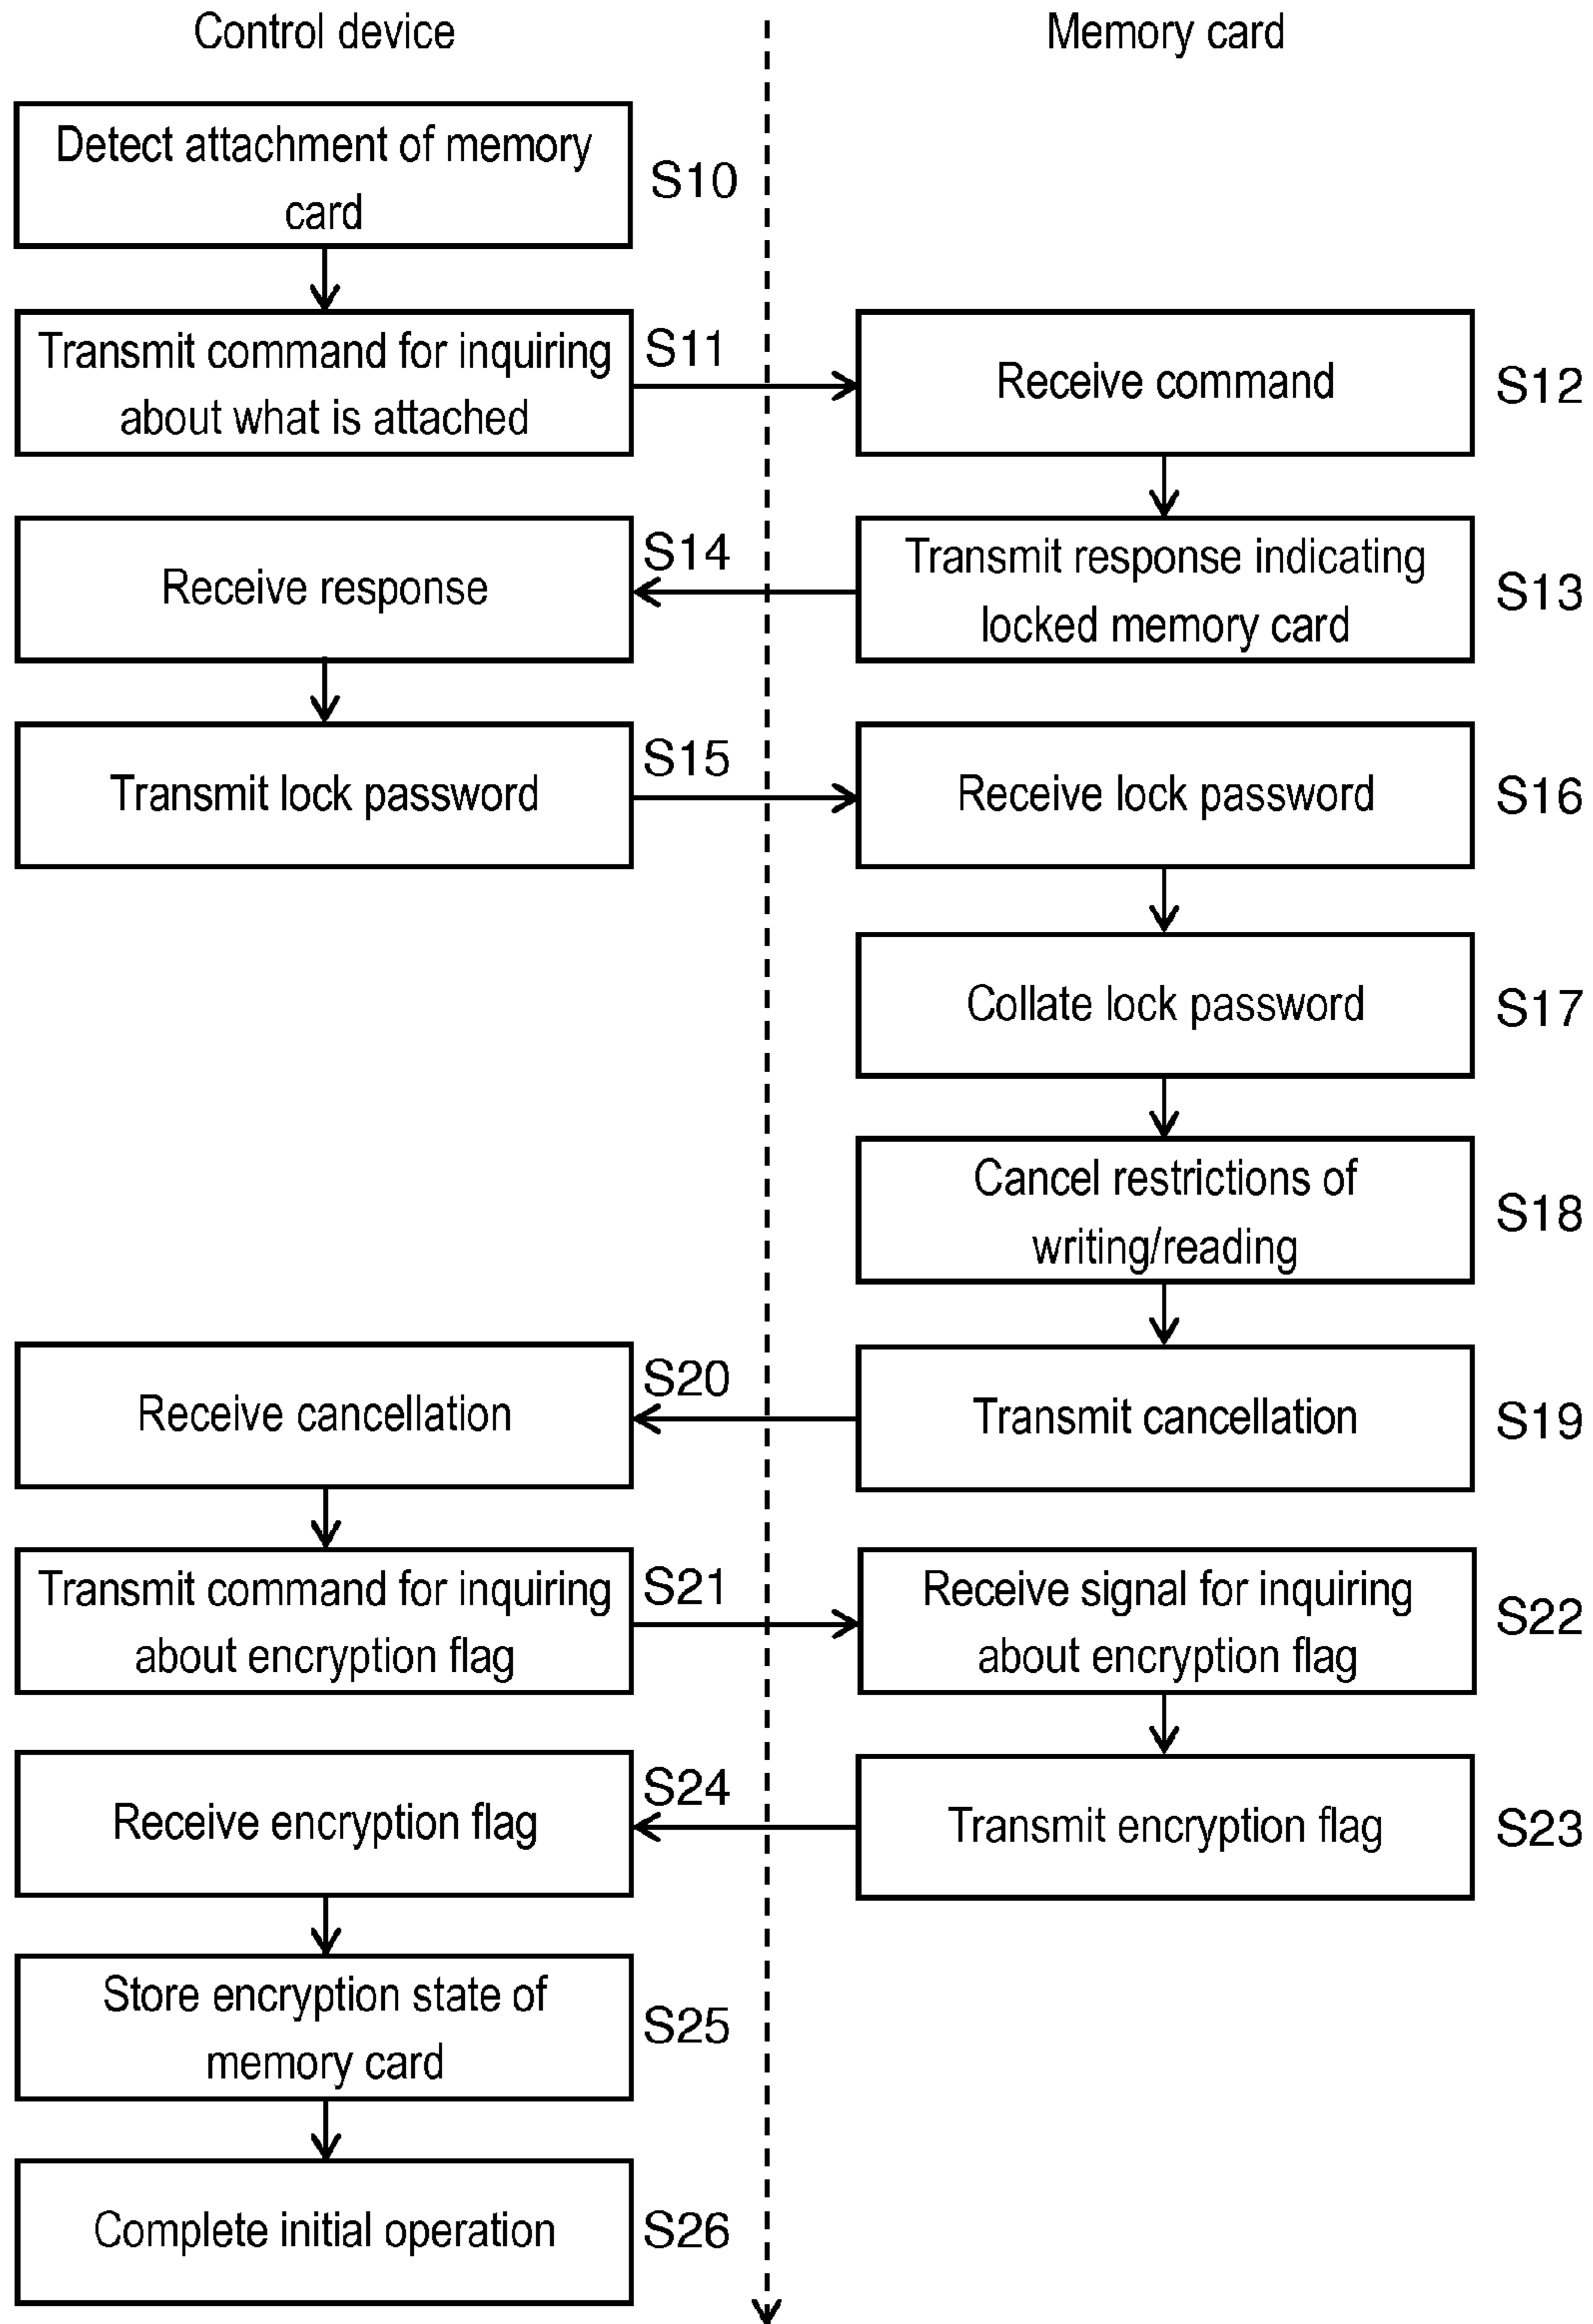 Control device
Memory card
Detect attachment of memory
card
S10
Transmit command for inquiring
about what is attached
S11
Receive command
S12
Transmit response indicating
locked memory card
S13
Receive response
S14
Transmit lock password
S15
Receive lock password
S16
Collate lock password
S17
Cancel restrictions of
writing/reading
S18
Transmit cancellation
S19
Receive cancellation
S20
Transmit command for inquiring
about encryption flag
S21
Receive signal for inquiring
about encryption flag
S22
Transmit encryption flag
S23
Receive encryption flag
S24
Store encryption state of
memory card
S25
Complete initial operation
S26